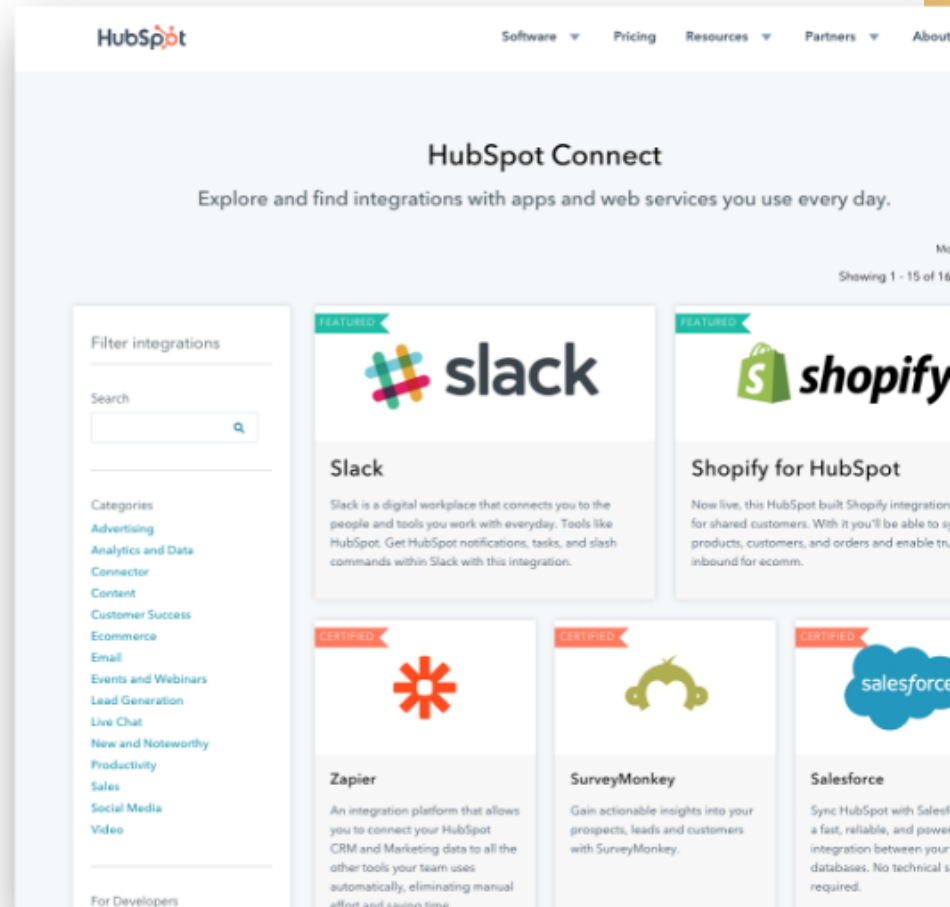 HubSpot
Software Pricing Resources Partners About
HubSpot Connect
Explore and find integrations with apps and web services you use every day.
Showing 1 - 15 of 16
Filter integrations
Search
Categories
Advertising
Analytics and Data
Connector
Content
Customer Success
Ecommerce
Email
Events and Webinars
Lead Generation
Live Chat
New and Noteworthy
Productivity
Sales
Social Media
Video
For Developers
FEATURED
slack
Slack
Slack is a digital workplace that connects you to the
people and tools you work with everyday. Tools like
HubSpot. Get HubSpot notifications, tasks, and slash
commands within Slack with this integration.
FEATURED
shopify
Shopify for HubSpot
Now live, this HubSpot built Shopify integration
for shared customers. With it you'll be able to
products, customers, and orders and enable
inbound for ecomm.
CERTIFIED
Zapier
An integration platform that allows
you to connect your HubSpot
CRM and Marketing data to all the
other tools your team uses
automatically, eliminating manual
effort and saving time.
CERTIFIED
SurveyMonkey
Gain actionable insights into your
prospects, leads and customers
with SurveyMonkey.
CERTIFIED
salesforce
Salesforce
Sync HubSpot with
a fast, reliable, and
integration between your
databases. No technical
required.